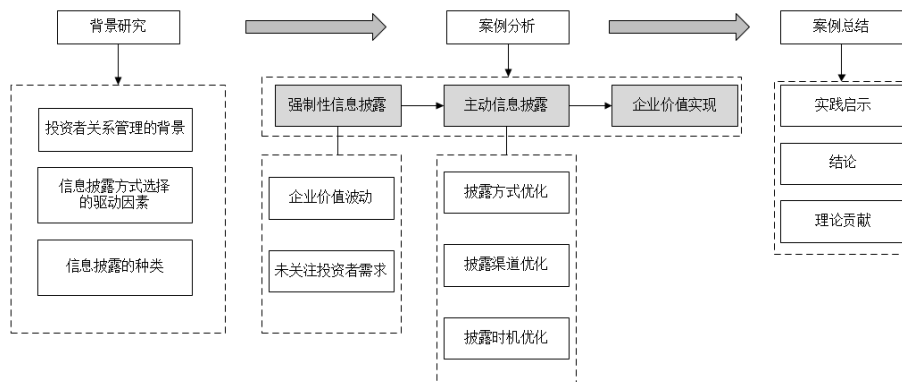 背景研究
案例分析
案例总结
投资者关系管理的背景
信息披露方式选择
的驱动因素
信息披露的种类
强制性信息披露
主动信息披露
企业价值实现
企业价值波动
未关注投资者需求
披露方式优化
披露渠道优化
披露时机优化
实践启示
结论
理论贡献